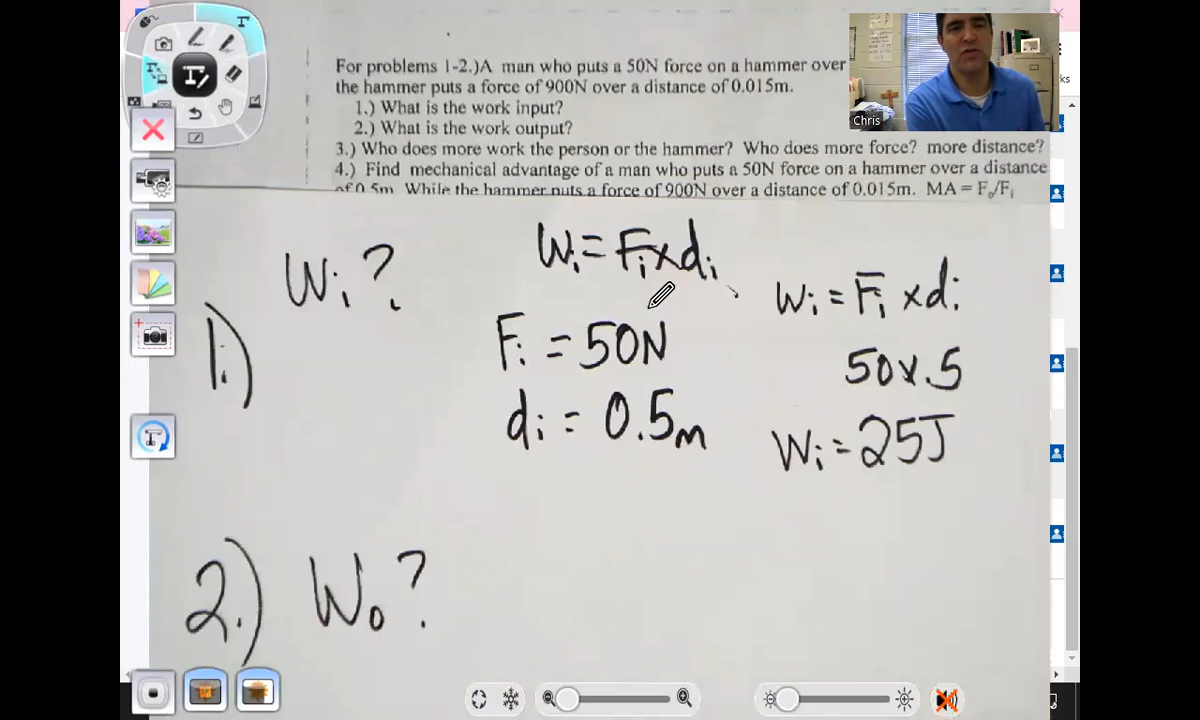 For problems 1-2.)A man who puts a 50N force on a hammer over
the hammer puts a force of 900N over a distance of 0.015m.
1.) What is the work input?
2.) What is the work output?
3.) Who does more work the person or the hammer? Who does more force? more distance?
4.) Find mechanical advantage of a man who puts a 50N force on a hammer over a distance
of 0.5m. While the hammer puts a force of 900N over a distance of 0.015m. MA = Fₒ/Fᵢ
Chris
1.) Wᵢ?
Wᵢ = Fᵢ x dᵢ
Fᵢ = 50N
dᵢ = 0.5m
Wᵢ = Fᵢ x dᵢ
50 x .5
Wᵢ = 25J
2.) Wₒ?